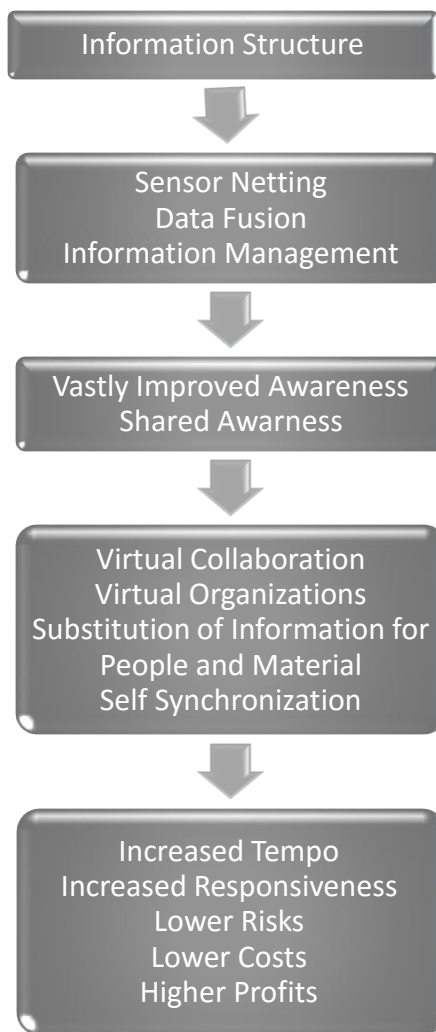 Information Structure
Sensor Netting
Data Fusion
Information Management
Vastly Improved Awareness
Shared Awarness
Virtual Collaboration
Virtual Organizations
Substitution of Information for
People and Material
Self Synchronization
Increased Tempo
Increased Responsiveness
Lower Risks
Lower Costs
Higher Profits